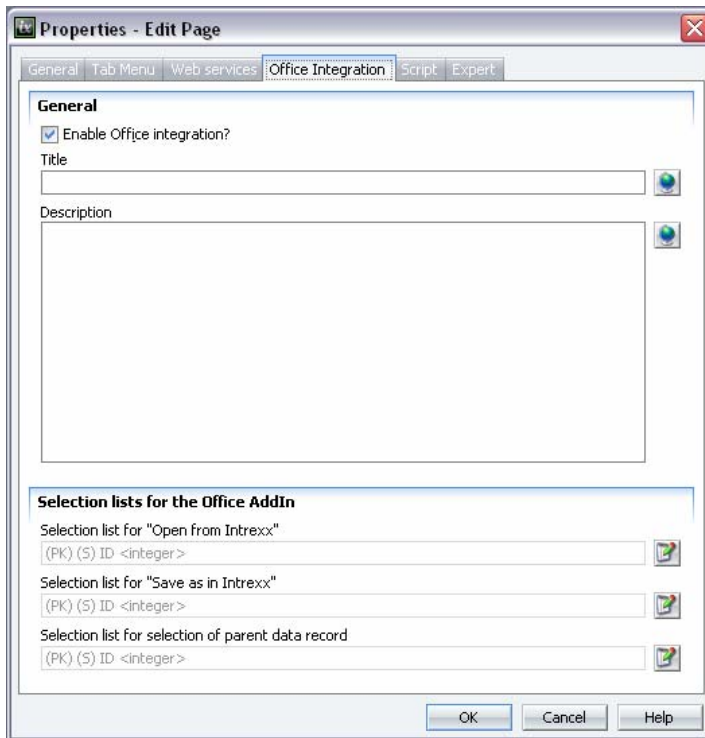 Properties - Edit Page
General Tab Menu Web services Office Integration Script Expert
General
Enable Office integration?
Title
Description
Selection lists for the Office AddIn
Selection list for "Open from Intrexx"
(PK) (S) ID <integer>
Selection list for "Save as in Intrexx"
(PK) (S) ID <integer>
Selection list for selection of parent data record
(PK) (S) ID <integer>
OK Cancel Help